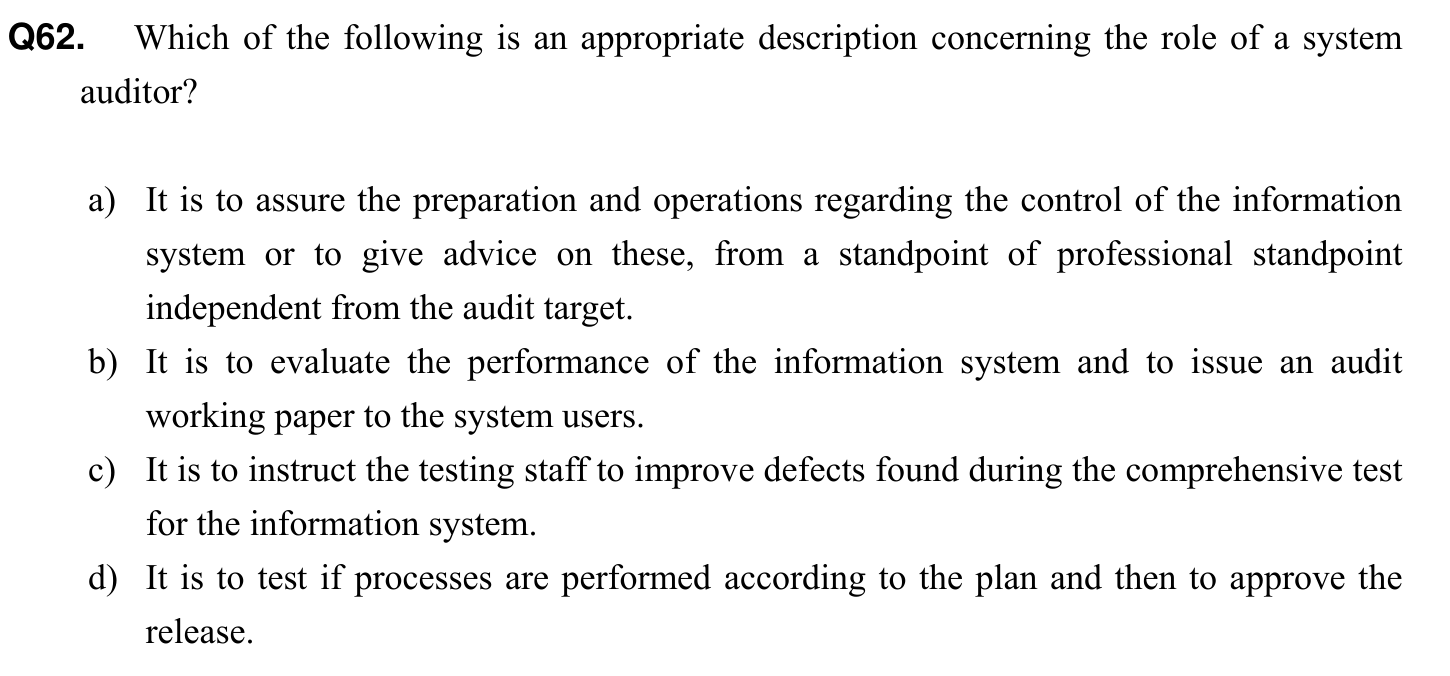 Q62. Which of the following is an appropriate description concerning the role of a system
auditor?
a) It is to assure the preparation and operations regarding the control of the information
system or to give advice on these, from a standpoint of professional standpoint
independent from the audit target.
b) It is to evaluate the performance of the information system and to issue an audit
working paper to the system users.
c) It is to instruct the testing staff to improve defects found during the comprehensive test
for the information system.
d) It is to test if processes are performed according to the plan and then to approve the
release.